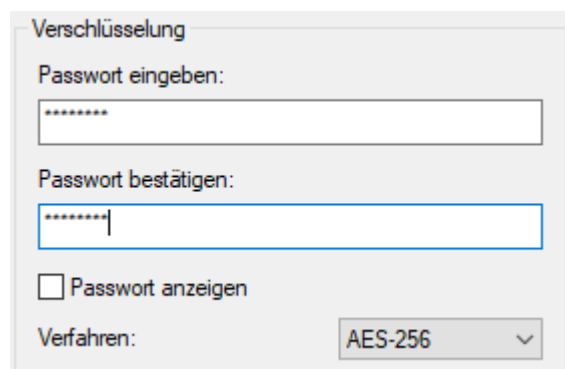 Verschlüsselung
Passwort eingeben:
********
Passwort bestätigen:
********
Passwort anzeigen
Verfahren: AES-256